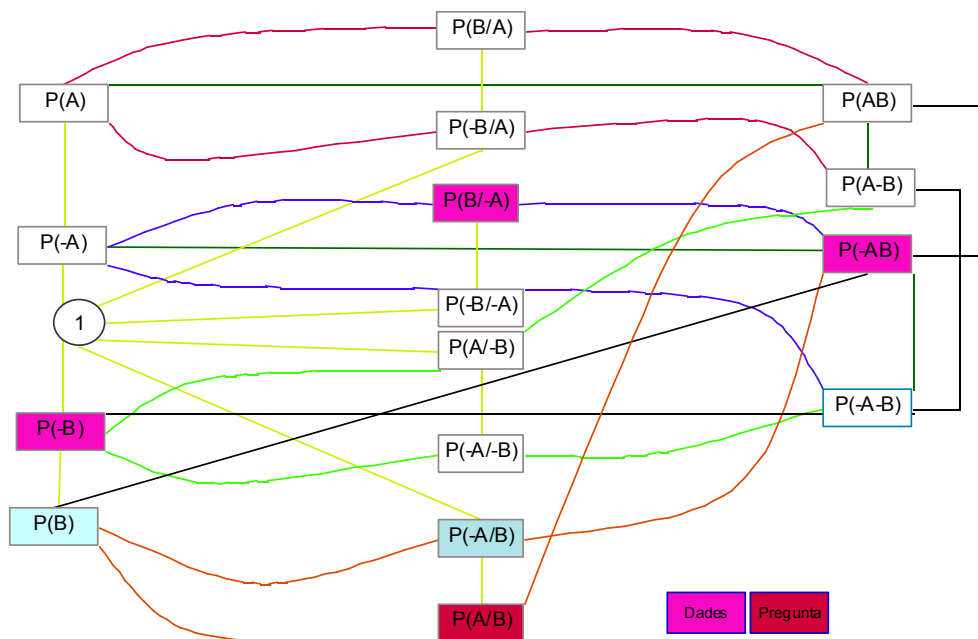 P(B/A)
P(A)
P(AB)
P(-B/A)
P(A-B)
P(B/-A)
P(-A)
P(-AB)
P(-B/-A)
1
P(A/-B)
P(-A-B)
P(-B)
P(-A/-B)
P(B)
P(-A/B)
P(A/B)
Dades
Pregunta